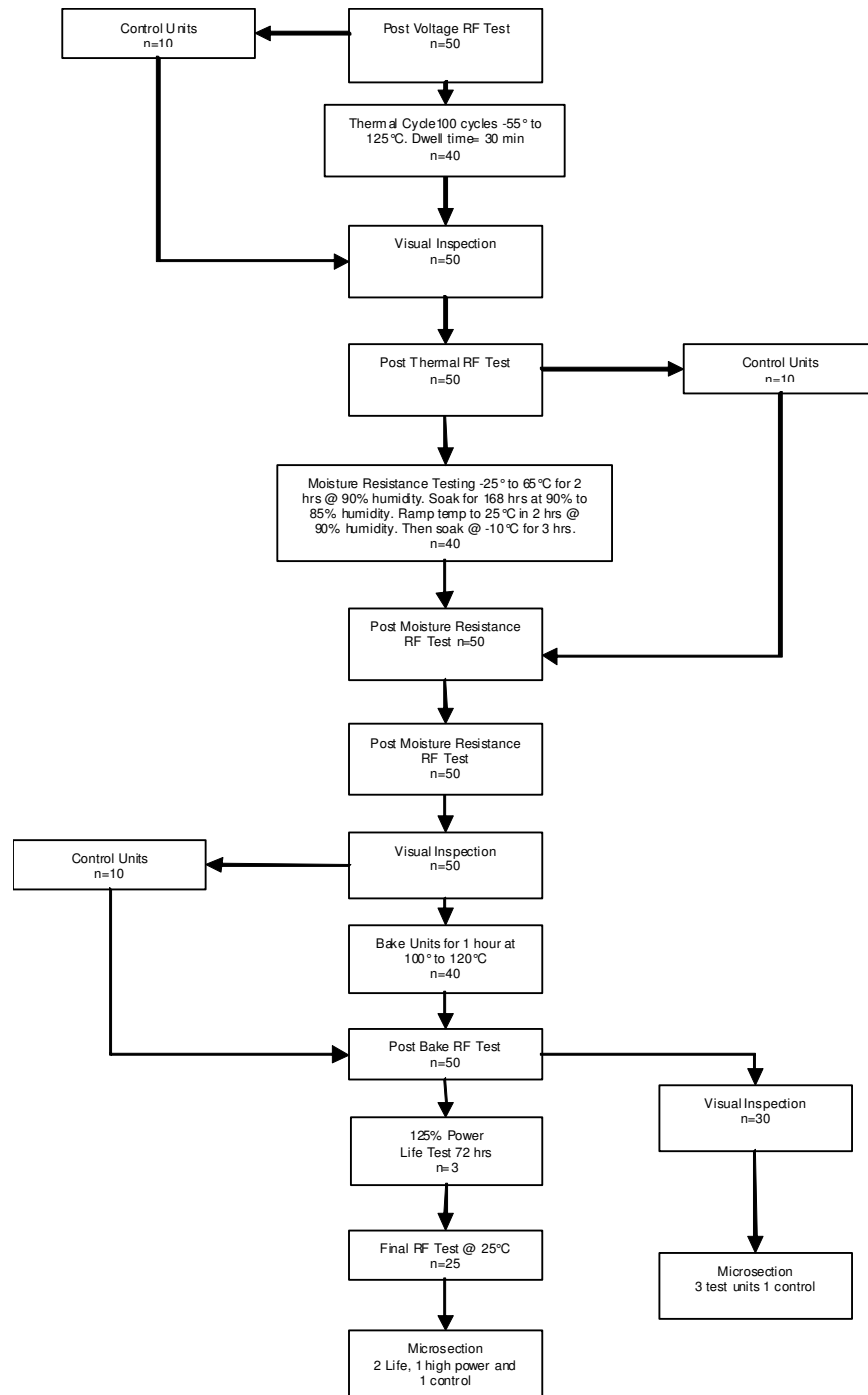 Control Units
n=10
Post Voltage RF Test
n=50
Thermal Cycle100 cycles -55° to
125°C. Dwell time= 30 min
n=40
Visual Inspection
n=50
Post Thermal RF Test
n=50
Control Units
n=10
Moisture Resistance Testing -25° to 65°C for 2
hrs @ 90% humidity. Soak for 168 hrs at 90% to
85% humidity. Ramp temp to 25°C in 2 hrs @
90% humidity. Then soak @ -10°C for 3 hrs.
n=40
Post Moisture Resistance
RF Test n=50
Post Moisture Resistance
RF Test
n=50
Control Units
n=10
Visual Inspection
n=50
Bake Units for 1 hour at
100° to 120°C
n=40
Post Bake RF Test
n=50
Visual Inspection
n=30
125% Power
Life Test 72 hrs
n=3
Final RF Test @ 25°C
n=25
Microsection
3 test units 1 control
Microsection
2 Life, 1 high power and
1 control